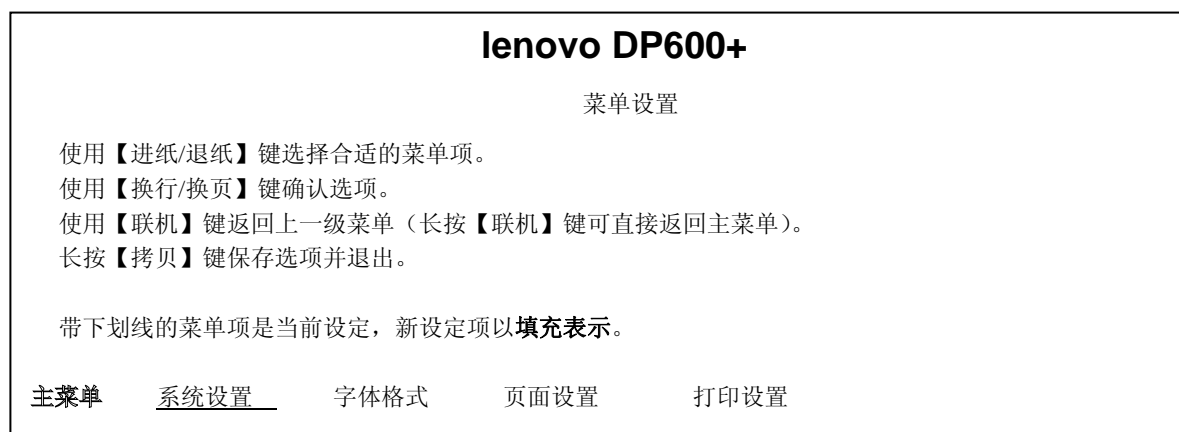 lenovo DP600+
菜单设置
使用【进纸/退纸】键选择合适的菜单项。
使用【换行/换页】键确认选项。
使用【联机】键返回上一级菜单（长按【联机】键可直接返回主菜单）。
长按【拷贝】键保存选项并退出。
带下划线的菜单项是当前设定，新设定项以填充表示。
主菜单 系统设置 字体格式 页面设置 打印设置